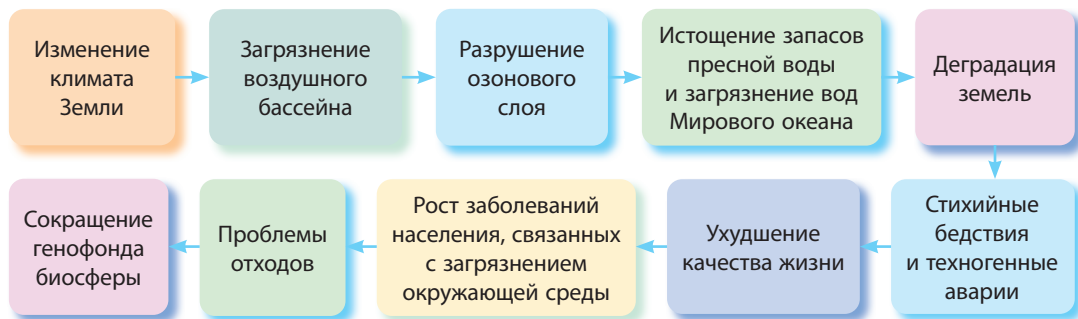 Изменение
климата
Земли
Загрязнение
воздушного
бассейна
Разрушение
озонового
слоя
Истощение запасов
пресной воды
и загрязнение вод
Мирового океана
Деградация
земель
Стихийные
бедствия
и техногенные
аварии
Ухудшение
качества жизни
Рост заболеваний
населения, связанных
с загрязнением
окружающей среды
Проблемы
отходов
Сокращение
генофонда
биосферы